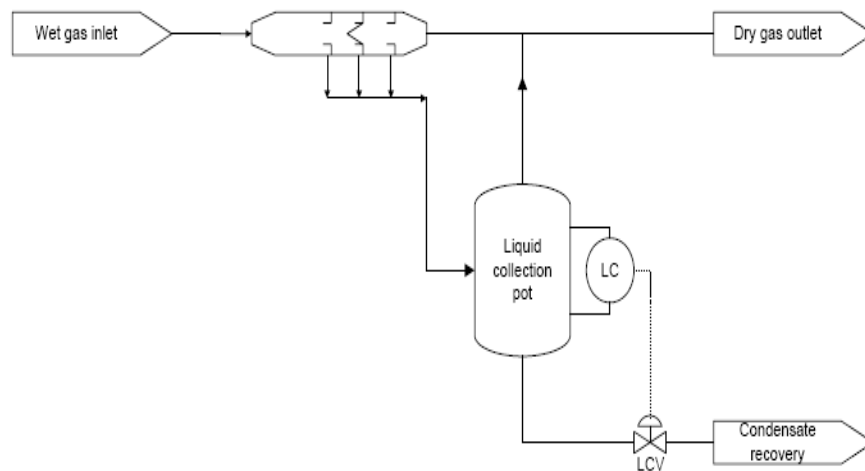 Wet gas inlet
Dry gas outlet
Liquid
collection
pot
LC
LCV
Condensate
recovery